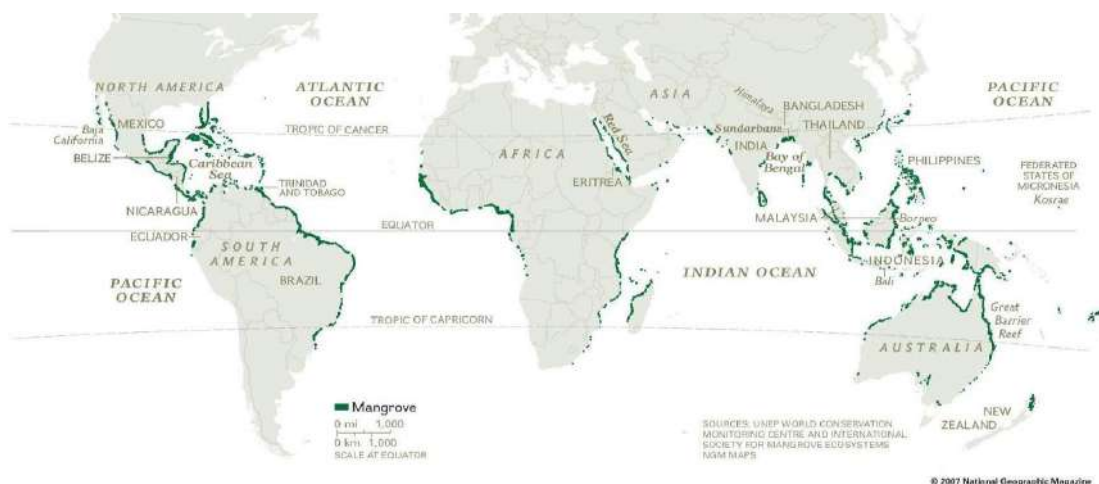 NORTH AMERICA
ATLANTIC
OCEAN
PACIFIC
OCEAN
ASIA
Himalaya
BANGLADESH
Baja
California
MEXICO
TROPIC OF CANCER
Red Sea
Sundarbans
THAILAND
INDIA
BELIZE
Caribbean
Sea
AFRICA
Bay of
Bengal
PHILIPPINES
FEDERATED
STATES OF
MICRONESIA
Kosrae
TRINIDAD
AND TOBAGO
ERITREA
NICARAGUA
MALAYSIA
Borneo
EQUATOR
ECUADOR
SOUTH
AMERICA
BRAZIL
INDIAN OCEAN
INDONESIA
Bali
PACIFIC
OCEAN
TROPIC OF CAPRICORN
Great
Barrier
Reef
AUSTRALIA
Mangrove
0 mi 1,000
0 km 1,000
SCALE AT EQUATOR
NEW
ZEALAND
SOURCES: UNEP WORLD CONSERVATION
MONITORING CENTRE AND INTERNATIONAL
SOCIETY FOR MANGROVE ECOSYSTEMS
NGM MAPS
© 2007 National Geographic Magazine